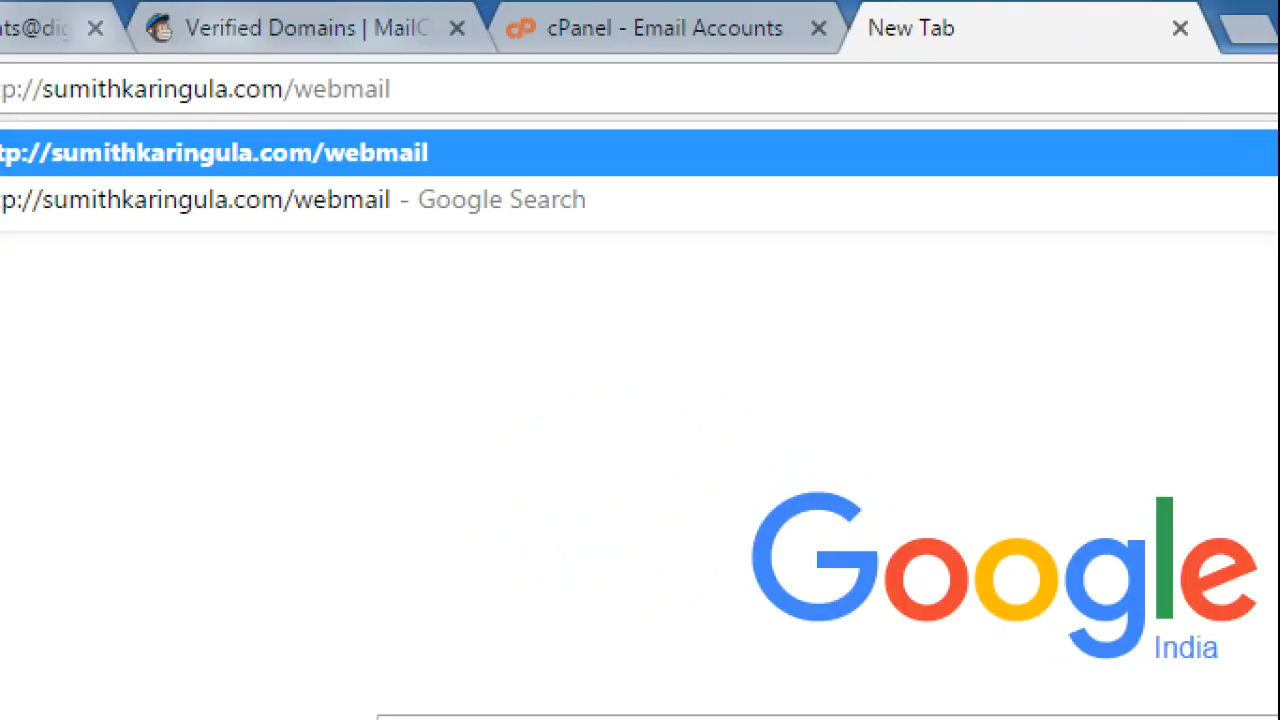 ts@dig Verified Domains | MailC cPanel - Email Accounts New Tab
tp://sumithkaringula.com/webmail
tp://sumithkaringula.com/webmail
tp://sumithkaringula.com/webmail - Google Search
Google
India